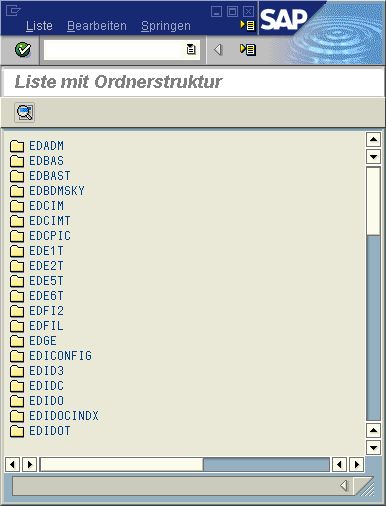 Liste Bearbeiten Springen
SAP
Liste mit Ordnerstruktur
EDADM
EDBAS
EDBAST
EDBDMSKY
EDCIM
EDCIMT
EDCPIC
EDE1T
EDE2T
EDE5T
EDE6T
EDFI2
EDFIL
EDGE
EDICONFIG
EDID3
EDIDC
EDIDO
EDIDOCINDX
EDIDOT